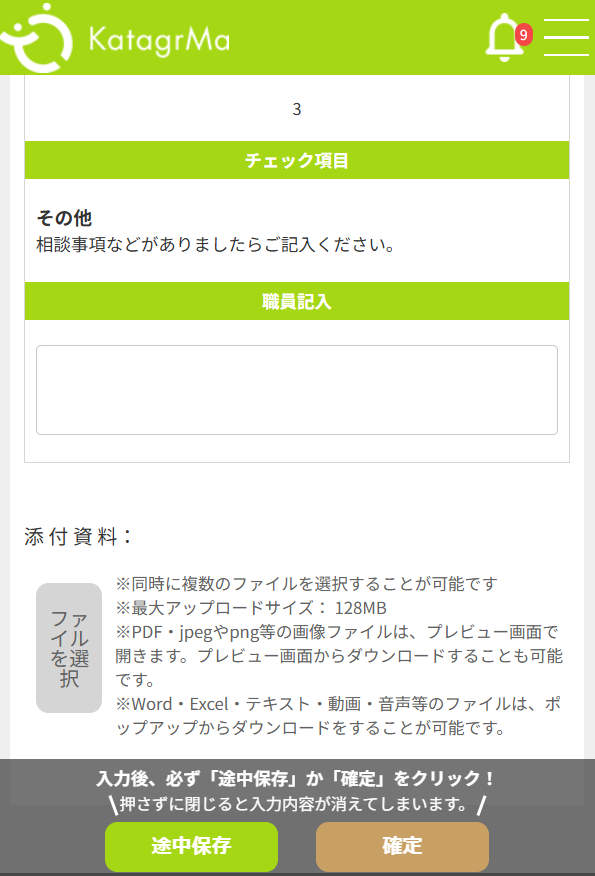 KatagrMa
9
3
チェック項目
その他
相談事項などがありましたらご記入ください。
職員記入
添付資料：
ファイルを選択
※同時に複数のファイルを選択することが可能です
※最大アップロードサイズ： 128MB
※PDF・jpegやpng等の画像ファイルは、プレビュー画面で
開きます。プレビュー画面からダウンロードすることも可能
です。
※Word・Excel・テキスト・動画・音声等のファイルは、ポ
ップアップからダウンロードをすることが可能です。
入力後、必ず「途中保存」か「確定」をクリック！
\押さずに閉じると入力内容が消えてしまいます。/
途中保存
確定